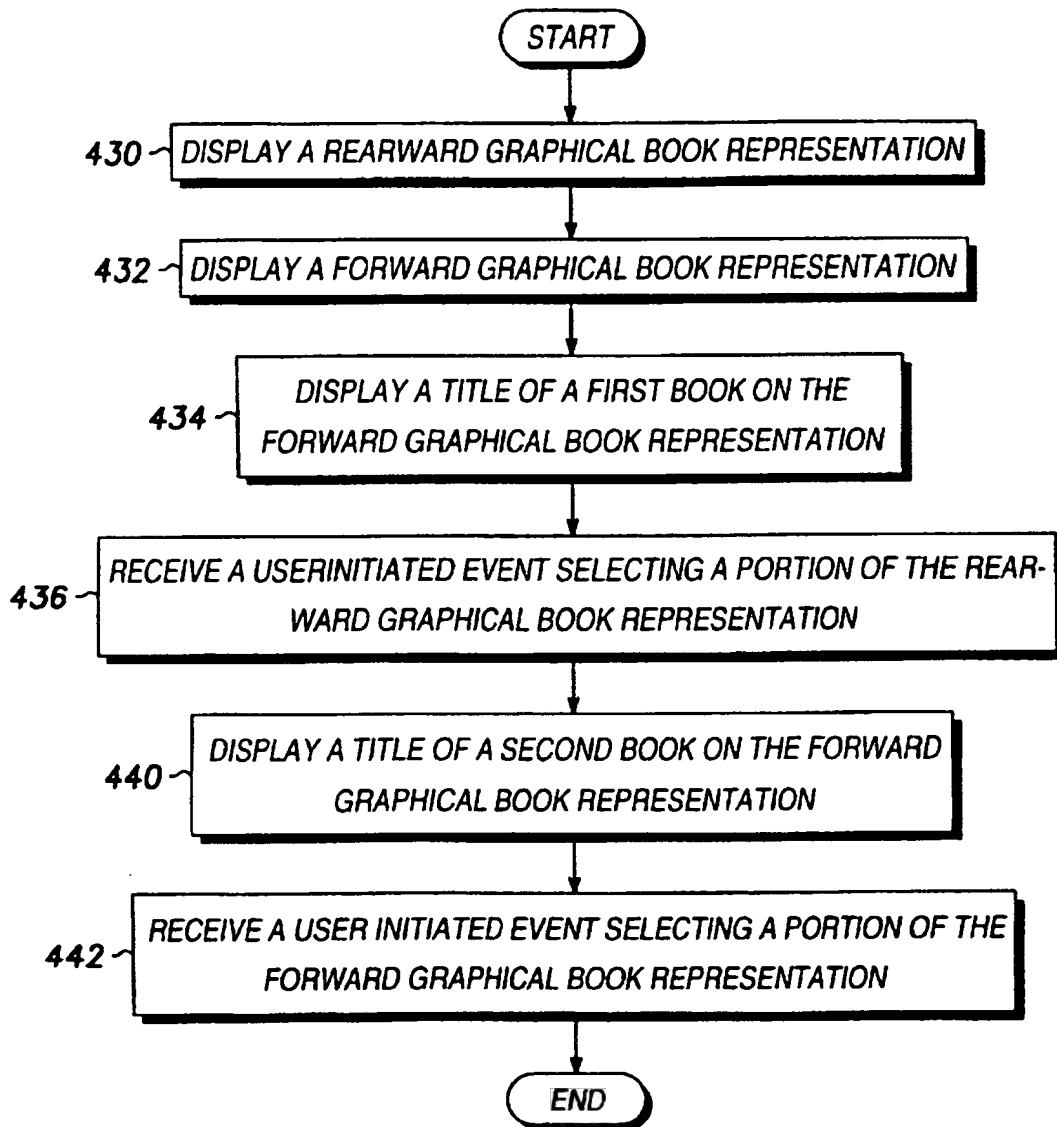 START
430
DISPLAY A REARWARD GRAPHICAL BOOK REPRESENTATION
432
DISPLAY A FORWARD GRAPHICAL BOOK REPRESENTATION
434
DISPLAY A TITLE OF A FIRST BOOK ON THE
FORWARD GRAPHICAL BOOK REPRESENTATION
436
RECEIVE A USERINITIATED EVENT SELECTING A PORTION OF THE REAR-
WARD GRAPHICAL BOOK REPRESENTATION
440
DISPLAY A TITLE OF A SECOND BOOK ON THE FORWARD
GRAPHICAL BOOK REPRESENTATION
442
RECEIVE A USER INITIATED EVENT SELECTING A PORTION OF THE
FORWARD GRAPHICAL BOOK REPRESENTATION
END